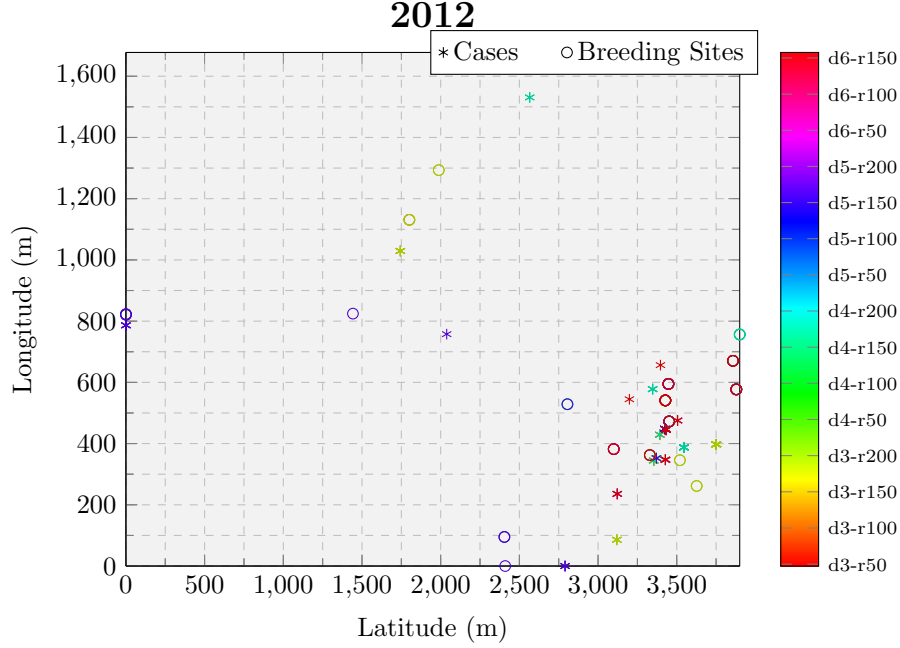 2012
Cases
Breeding Sites
1,600
1,400
1,200
1,000
800
600
400
200
0
Longitude (m)
0
500
1,000
1,500
2,000
2,500
3,000
3,500
Latitude (m)
d6-r150
d6-r100
d6-r50
d5-r200
d5-r150
d5-r100
d5-r50
d4-r200
d4-r150
d4-r100
d4-r50
d3-r200
d3-r150
d3-r100
d3-r50